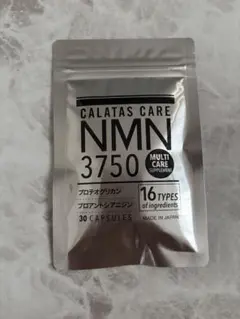 CALATAS CARE
NMN
3750
MULTI
CARE
SUPPLEMENT
プロテオグリカン
プロアントシアニジン
16 TYPES
of ingredients
30 CAPSULES
MADE IN JAPAN